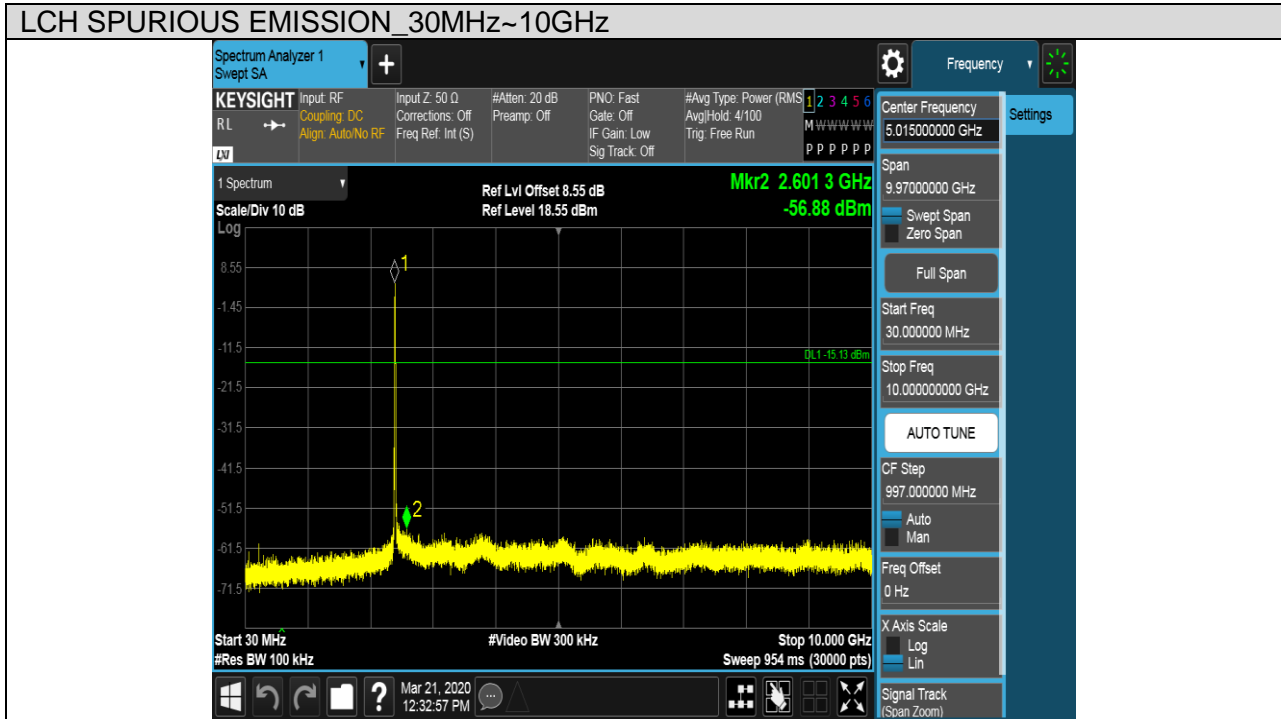 LCH SPURIOUS EMISSION_30MHz~10GHz
Spectrum Analyzer 1
Swept SA
+
Frequency
KEYSIGHT
RL
LXI
Input: RF
Coupling: DC
Align: Auto/No RF
Input Z: 50 Ω
Corrections: Off
Freq Ref: Int (S)
#Atten: 20 dB
Preamp: Off
PNO: Fast
Gate: Off
IF Gain: Low
Sig Track: Off
#Avg Type: Power (RMS
Avg|Hold: 4/100
Trig: Free Run
1 2 3 4 5 6
M W W W W W
P P P P P P
1 Spectrum
Scale/Div 10 dB
Log
Ref Lvl Offset 8.55 dB
Ref Level 18.55 dBm
Mkr2 2.601 3 GHz
-56.88 dBm
8.55
-1.45
-11.5
-21.5
-31.5
-41.5
-51.5
-61.5
-71.5
1
2
DL1 -15.13 dBm
Start 30 MHz
#Res BW 100 kHz
#Video BW 300 kHz
Stop 10.000 GHz
Sweep 954 ms (30000 pts)
?
Mar 21, 2020
12:32:57 PM
Center Frequency
5.015000000 GHz
Span
9.97000000 GHz
Swept Span
Zero Span
Full Span
Start Freq
30.000000 MHz
Stop Freq
10.000000000 GHz
AUTO TUNE
CF Step
997.000000 MHz
Auto
Man
Freq Offset
0 Hz
X Axis Scale
Log
Lin
Signal Track
(Span Zoom)
Settings